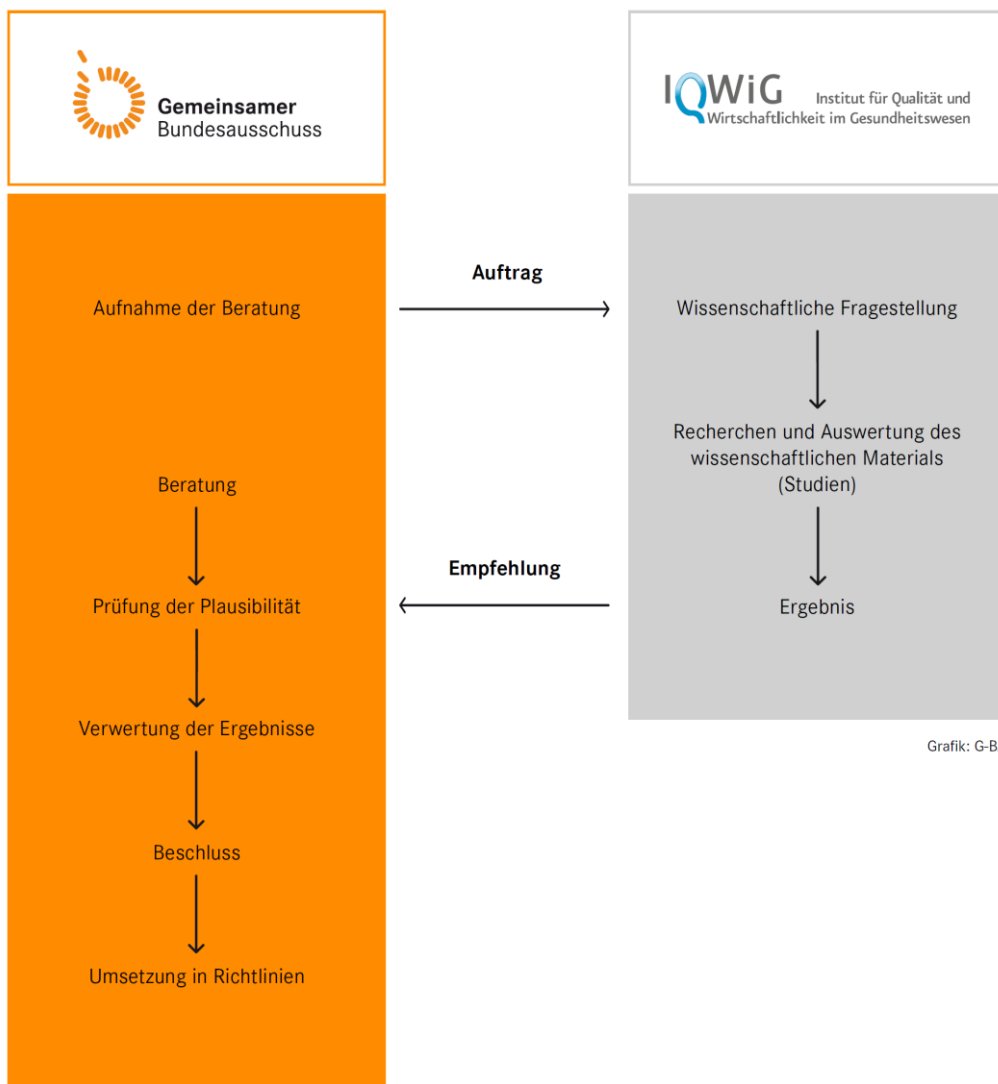 Gemeinsamer
Bundesausschuss
IQWiG
Institut für Qualität und
Wirtschaftlichkeit im Gesundheitswesen
Aufnahme der Beratung
Auftrag
Wissenschaftliche Fragestellung
Recherchen und Auswertung des
wissenschaftlichen Materials
(Studien)
Beratung
Empfehlung
Prüfung der Plausibilität
Ergebnis
Verwertung der Ergebnisse
Grafik: G-B
Beschluss
Umsetzung in Richtlinien